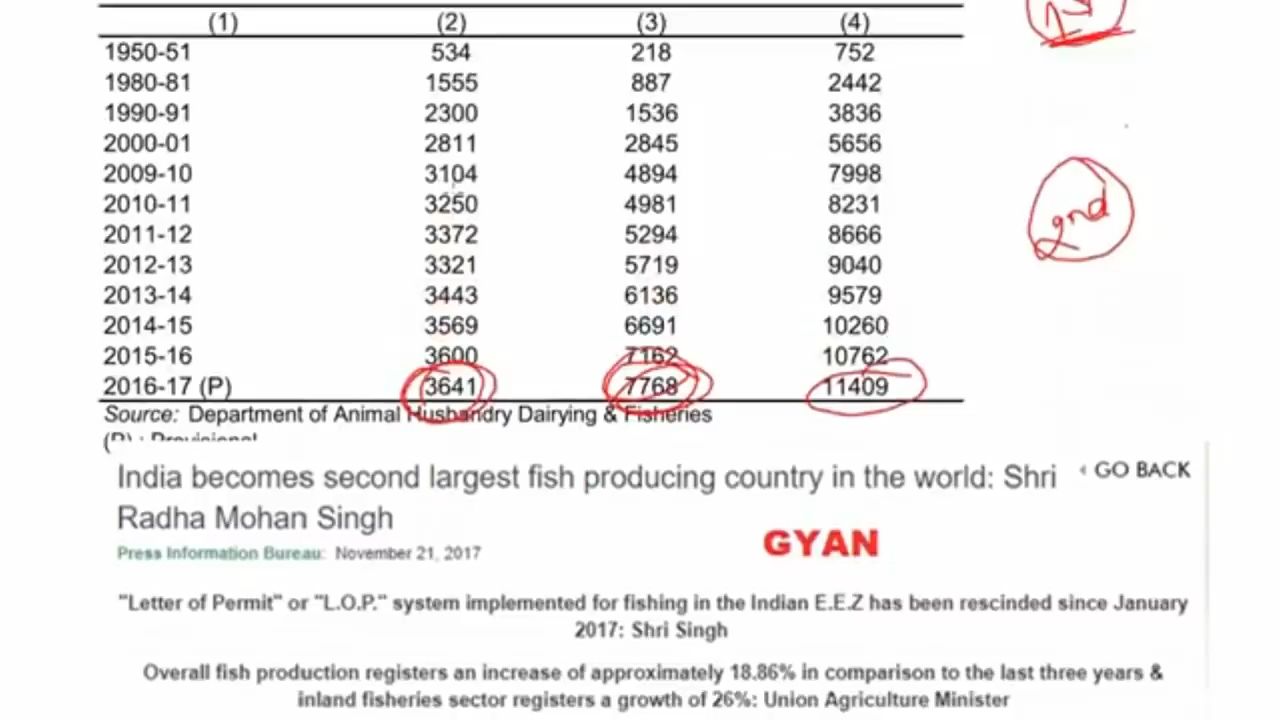 (1) (2) (3) (4)
1950-51 534 218 752
1980-81 1555 887 2442
1990-91 2300 1536 3836
2000-01 2811 2845 5656
2009-10 3104 4894 7998
2010-11 3250 4981 8231
2011-12 3372 5294 8666
2012-13 3321 5719 9040
2013-14 3443 6136 9579
2014-15 3569 6691 10260
2015-16 3600 7162 10762
2016-17 (P) 3641 7768 11409
2nd
Source: Department of Animal Husbandry Dairying & Fisheries
(P) : Provisional
India becomes second largest fish producing country in the world: Shri
Radha Mohan Singh
GO BACK
GYAN
Press Information Bureau: November 21, 2017
"Letter of Permit" or "L.O.P." system implemented for fishing in the Indian E.E.Z has been rescinded since January
2017: Shri Singh
Overall fish production registers an increase of approximately 18.86% in comparison to the last three years &
inland fisheries sector registers a growth of 26%: Union Agriculture Minister